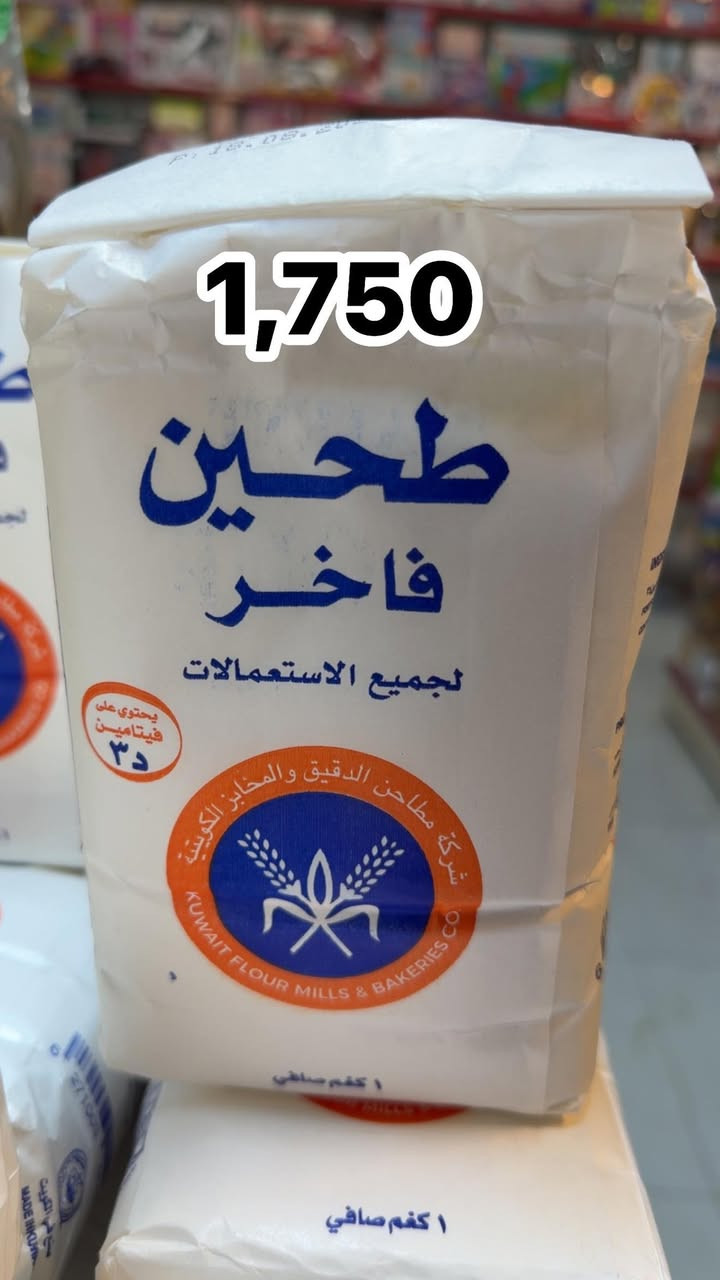 1,750
طحين
فاخر
لجميع الاستعمالات
يحتوي على
فيتامين
د٣
شركة مطاحن الدقيق والمخابز الكويتية
KUWAIT FLOUR MILLS & BAKERIES CO
١ كغم صافي
١ كغم صافي